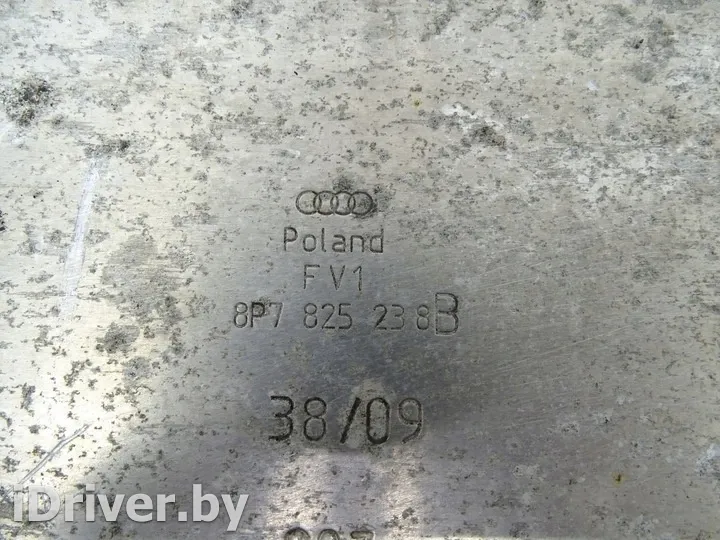 Poland
FV1
8P7 825 238B
38/09
iDriver.by